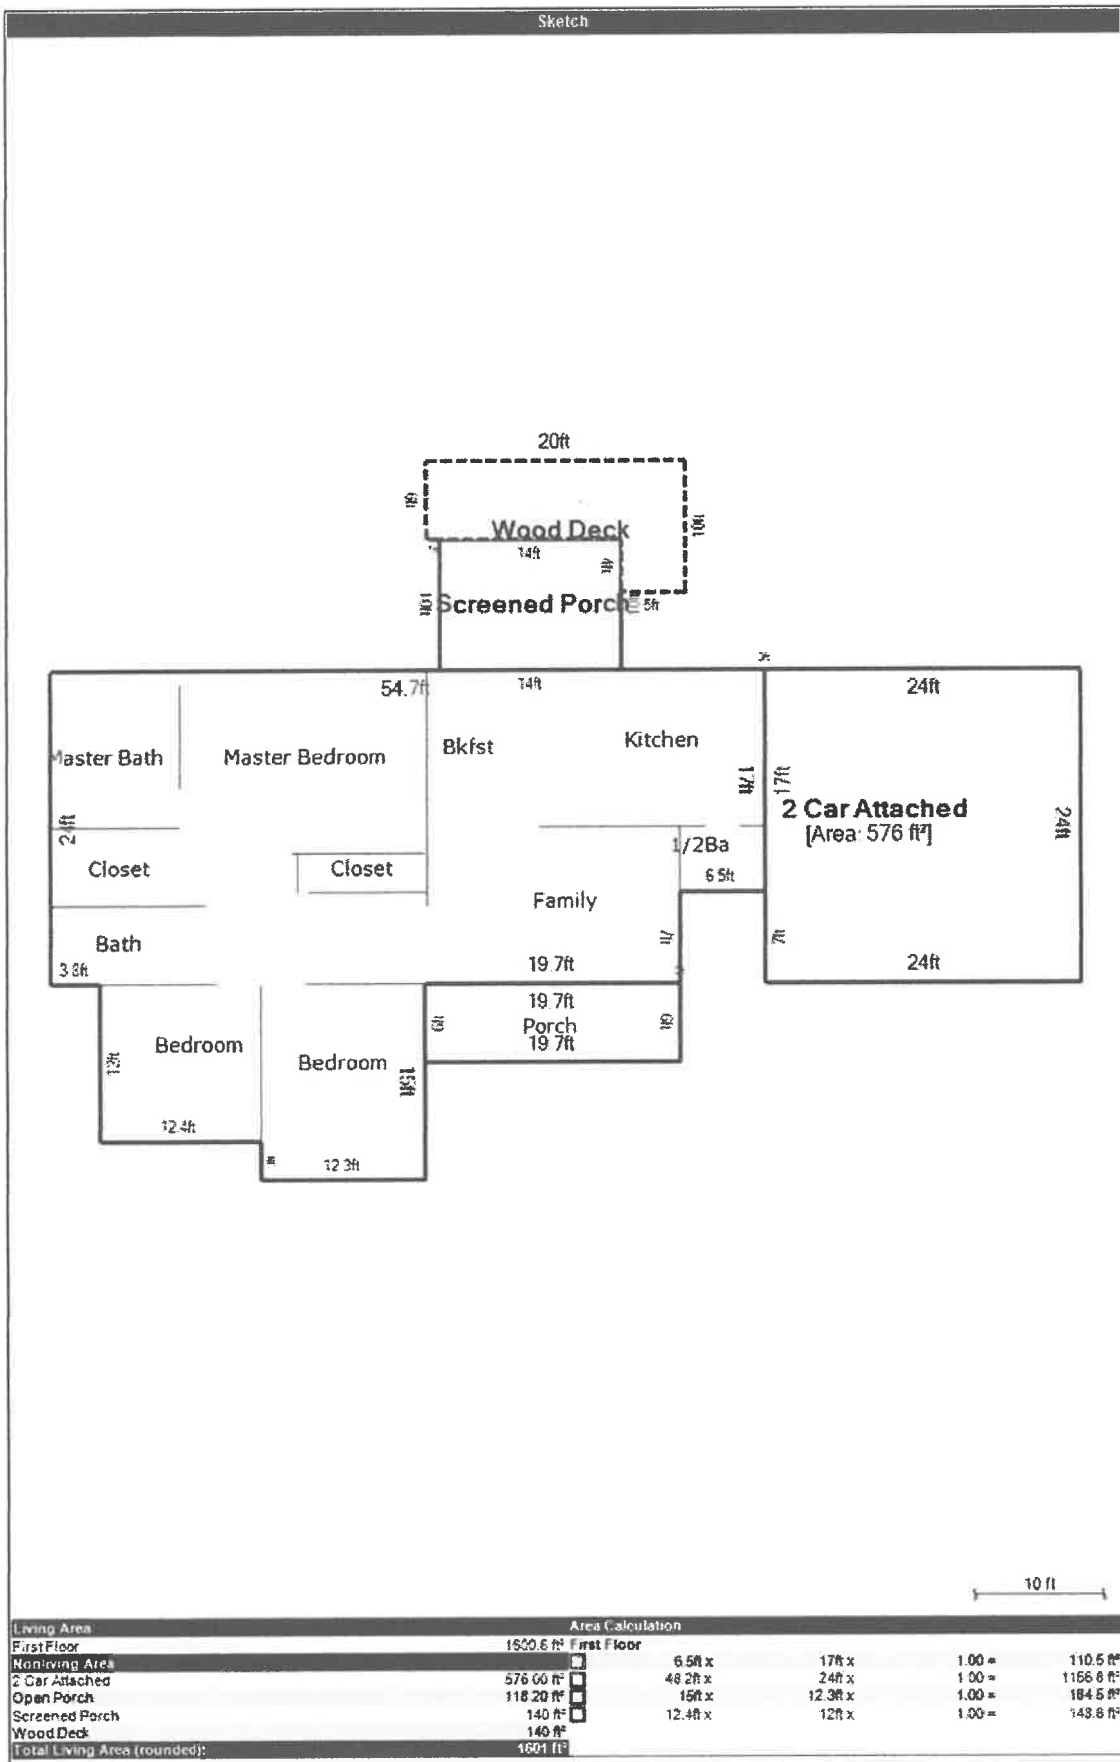 Sketch
20ft
6ft
10ft
Wood Deck
14ft
4ft
10ft
Screened Porch
5ft
54.7ft
14ft
24ft
Master Bath
Master Bedroom
Bkfst
Kitchen
17ft
17ft
2 Car Attached
[Area: 576 ft²]
24ft
24ft
Closet
Closet
1/2Ba
6.5ft
Family
Bath
7ft
7ft
3.8ft
19.7ft
24ft
19.7ft
6ft
Porch
6ft
19.7ft
Bedroom
Bedroom
12ft
15ft
12.4ft
12.3ft
10 ft
Living Area
Area Calculation
First Floor 1600.6 ft² First Floor
Nonliving Area 6.5ft x 17ft x 1.00 = 110.5 ft²
2 Car Attached 576.00 ft² 48.2ft x 24ft x 1.00 = 1156.8 ft²
Open Porch 118.20 ft² 15ft x 12.3ft x 1.00 = 184.5 ft²
Screened Porch 140 ft² 12.4ft x 12ft x 1.00 = 148.8 ft²
Wood Deck 140 ft²
Total Living Area (rounded): 1601 ft²